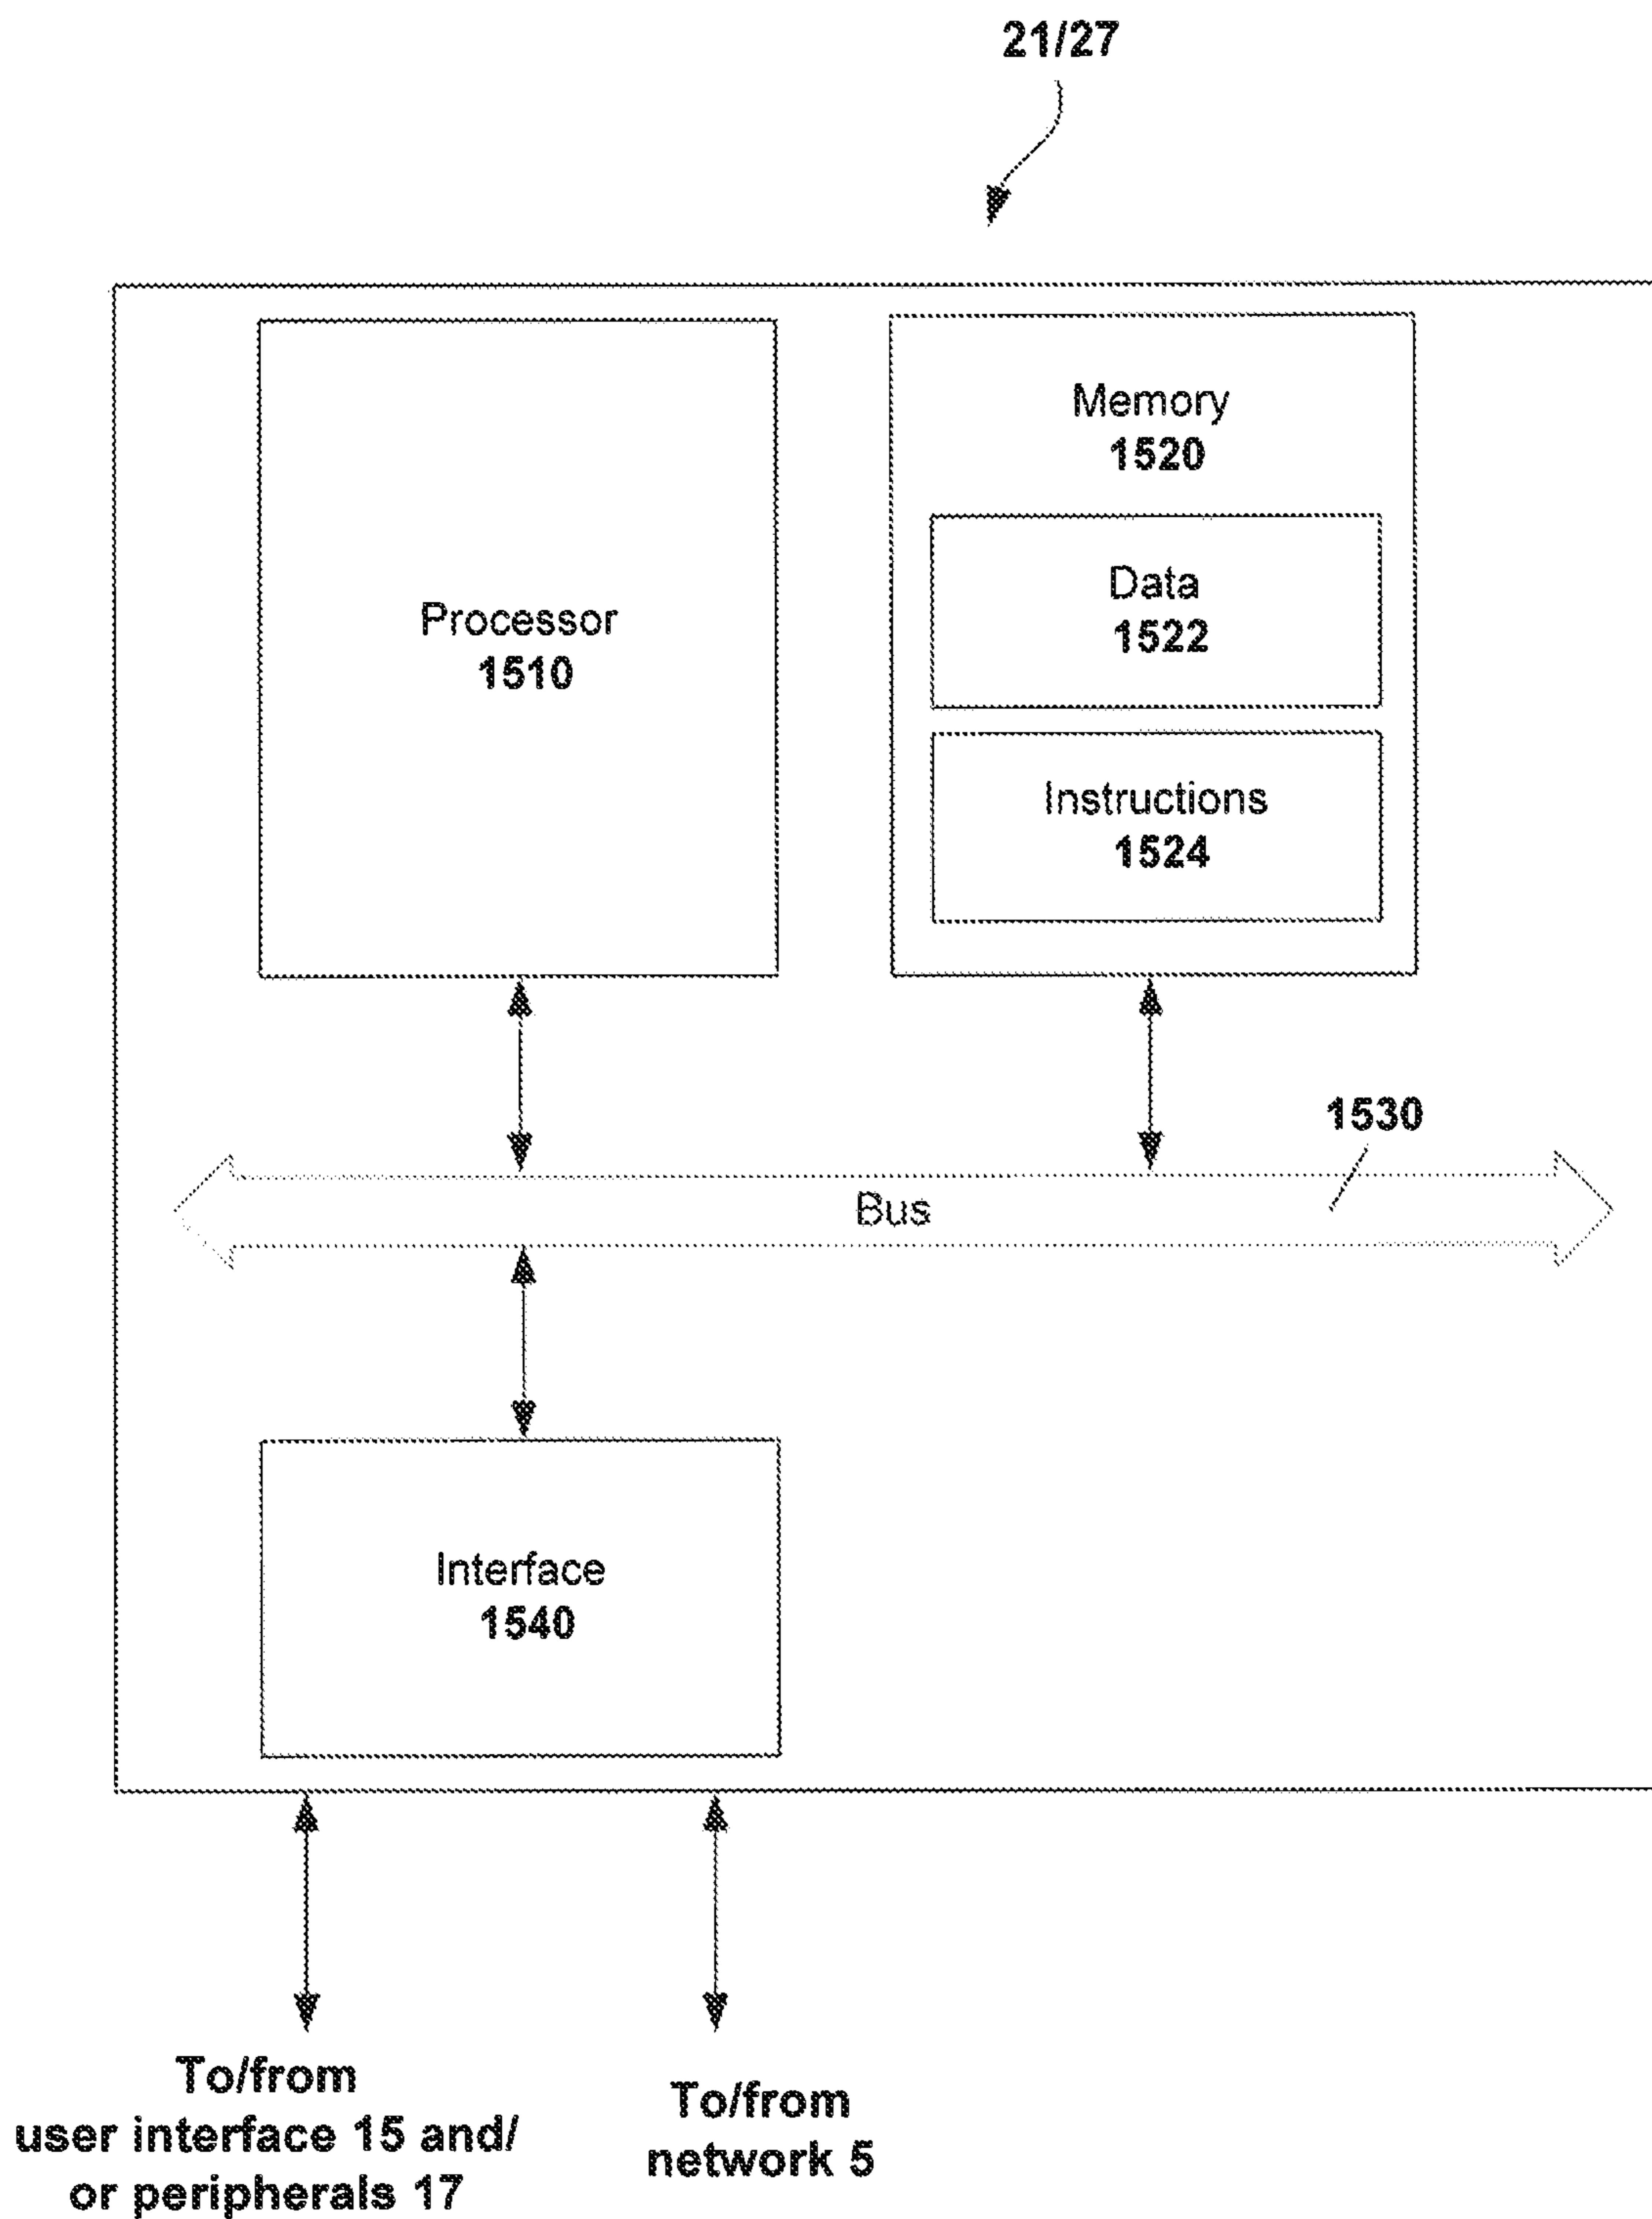 21/27
Memory
1520
Data
1522
Processor
1510
Instructions
1524
1530
Bus
Interface
1540
To/from
user interface 15 and/
or peripherals 17
To/from
network 5